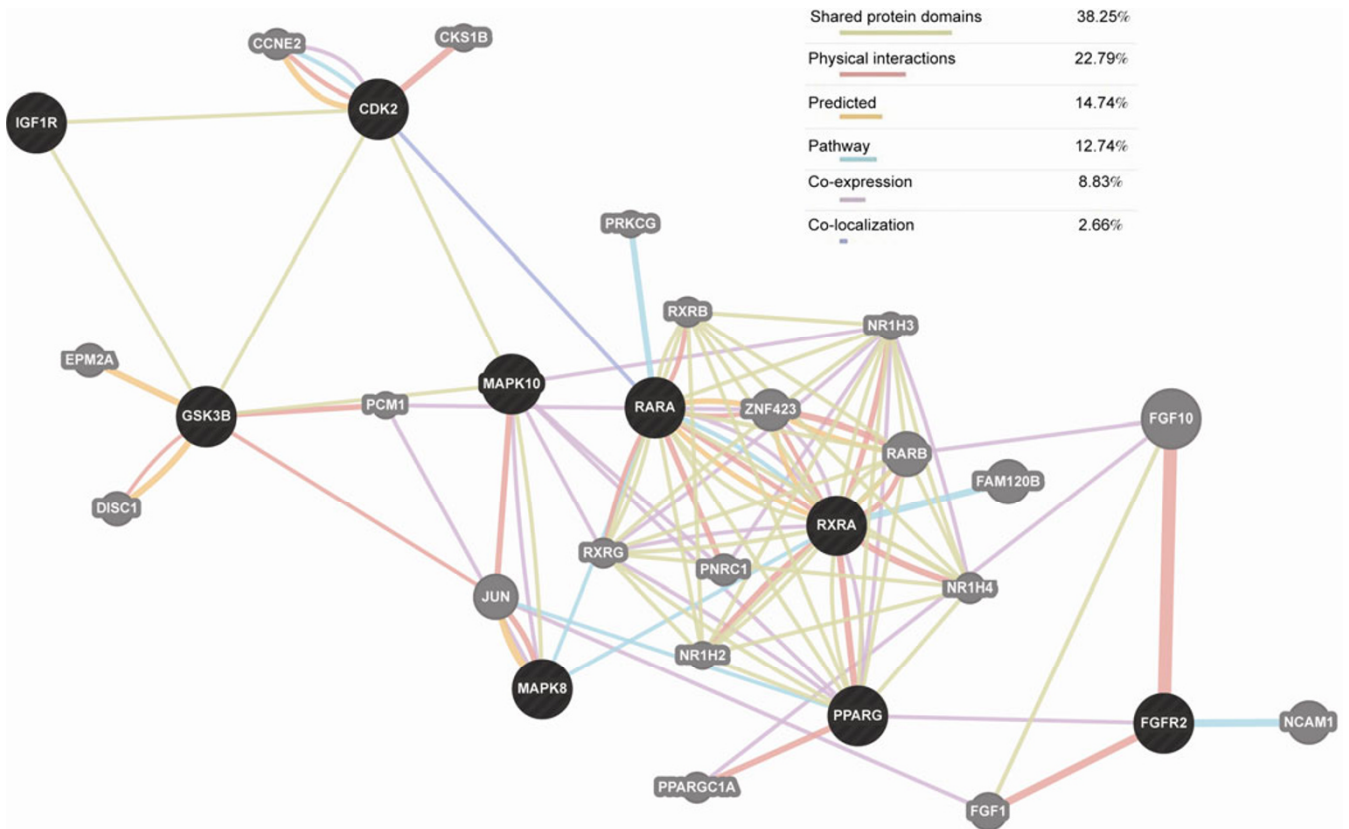 Shared protein domains 38.25%
Physical interactions 22.79%
Predicted 14.74%
Pathway 12.74%
Co-expression 8.83%
Co-localization 2.66%
CCNE2
CKS1B
CDK2
IGF1R
PRKCG
RXRB
NR1H3
EPM2A
MAPK10
GSK3B
PCM1
RARA
ZNF423
FGF10
RARB
FAM120B
DISC1
RXRA
RXRG
PNRC1
NR1H4
JUN
NR1H2
MAPK8
PPARG
FGFR2
NCAM1
PPARGC1A
FGF1